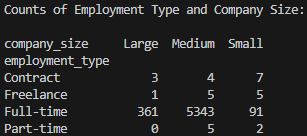 Counts of Employment Type and Company Size:
company_size Large Medium Small
employment_type
Contract 3 4 7
Freelance 1 5 5
Full-time 361 5343 91
Part-time 0 5 2